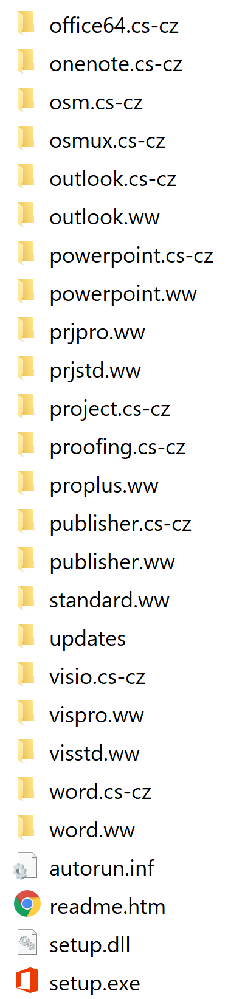 office64.cs-cz
onenote.cs-cz
osm.cs-cz
osmux.cs-cz
outlook.cs-cz
outlook.ww
powerpoint.cs-cz
powerpoint.ww
prjpro.ww
prjstd.ww
project.cs-cz
proofing.cs-cz
proplus.ww
publisher.cs-cz
publisher.ww
standard.ww
updates
visio.cs-cz
vispro.ww
visstd.ww
word.cs-cz
word.ww
autorun.inf
readme.htm
setup.dll
setup.exe